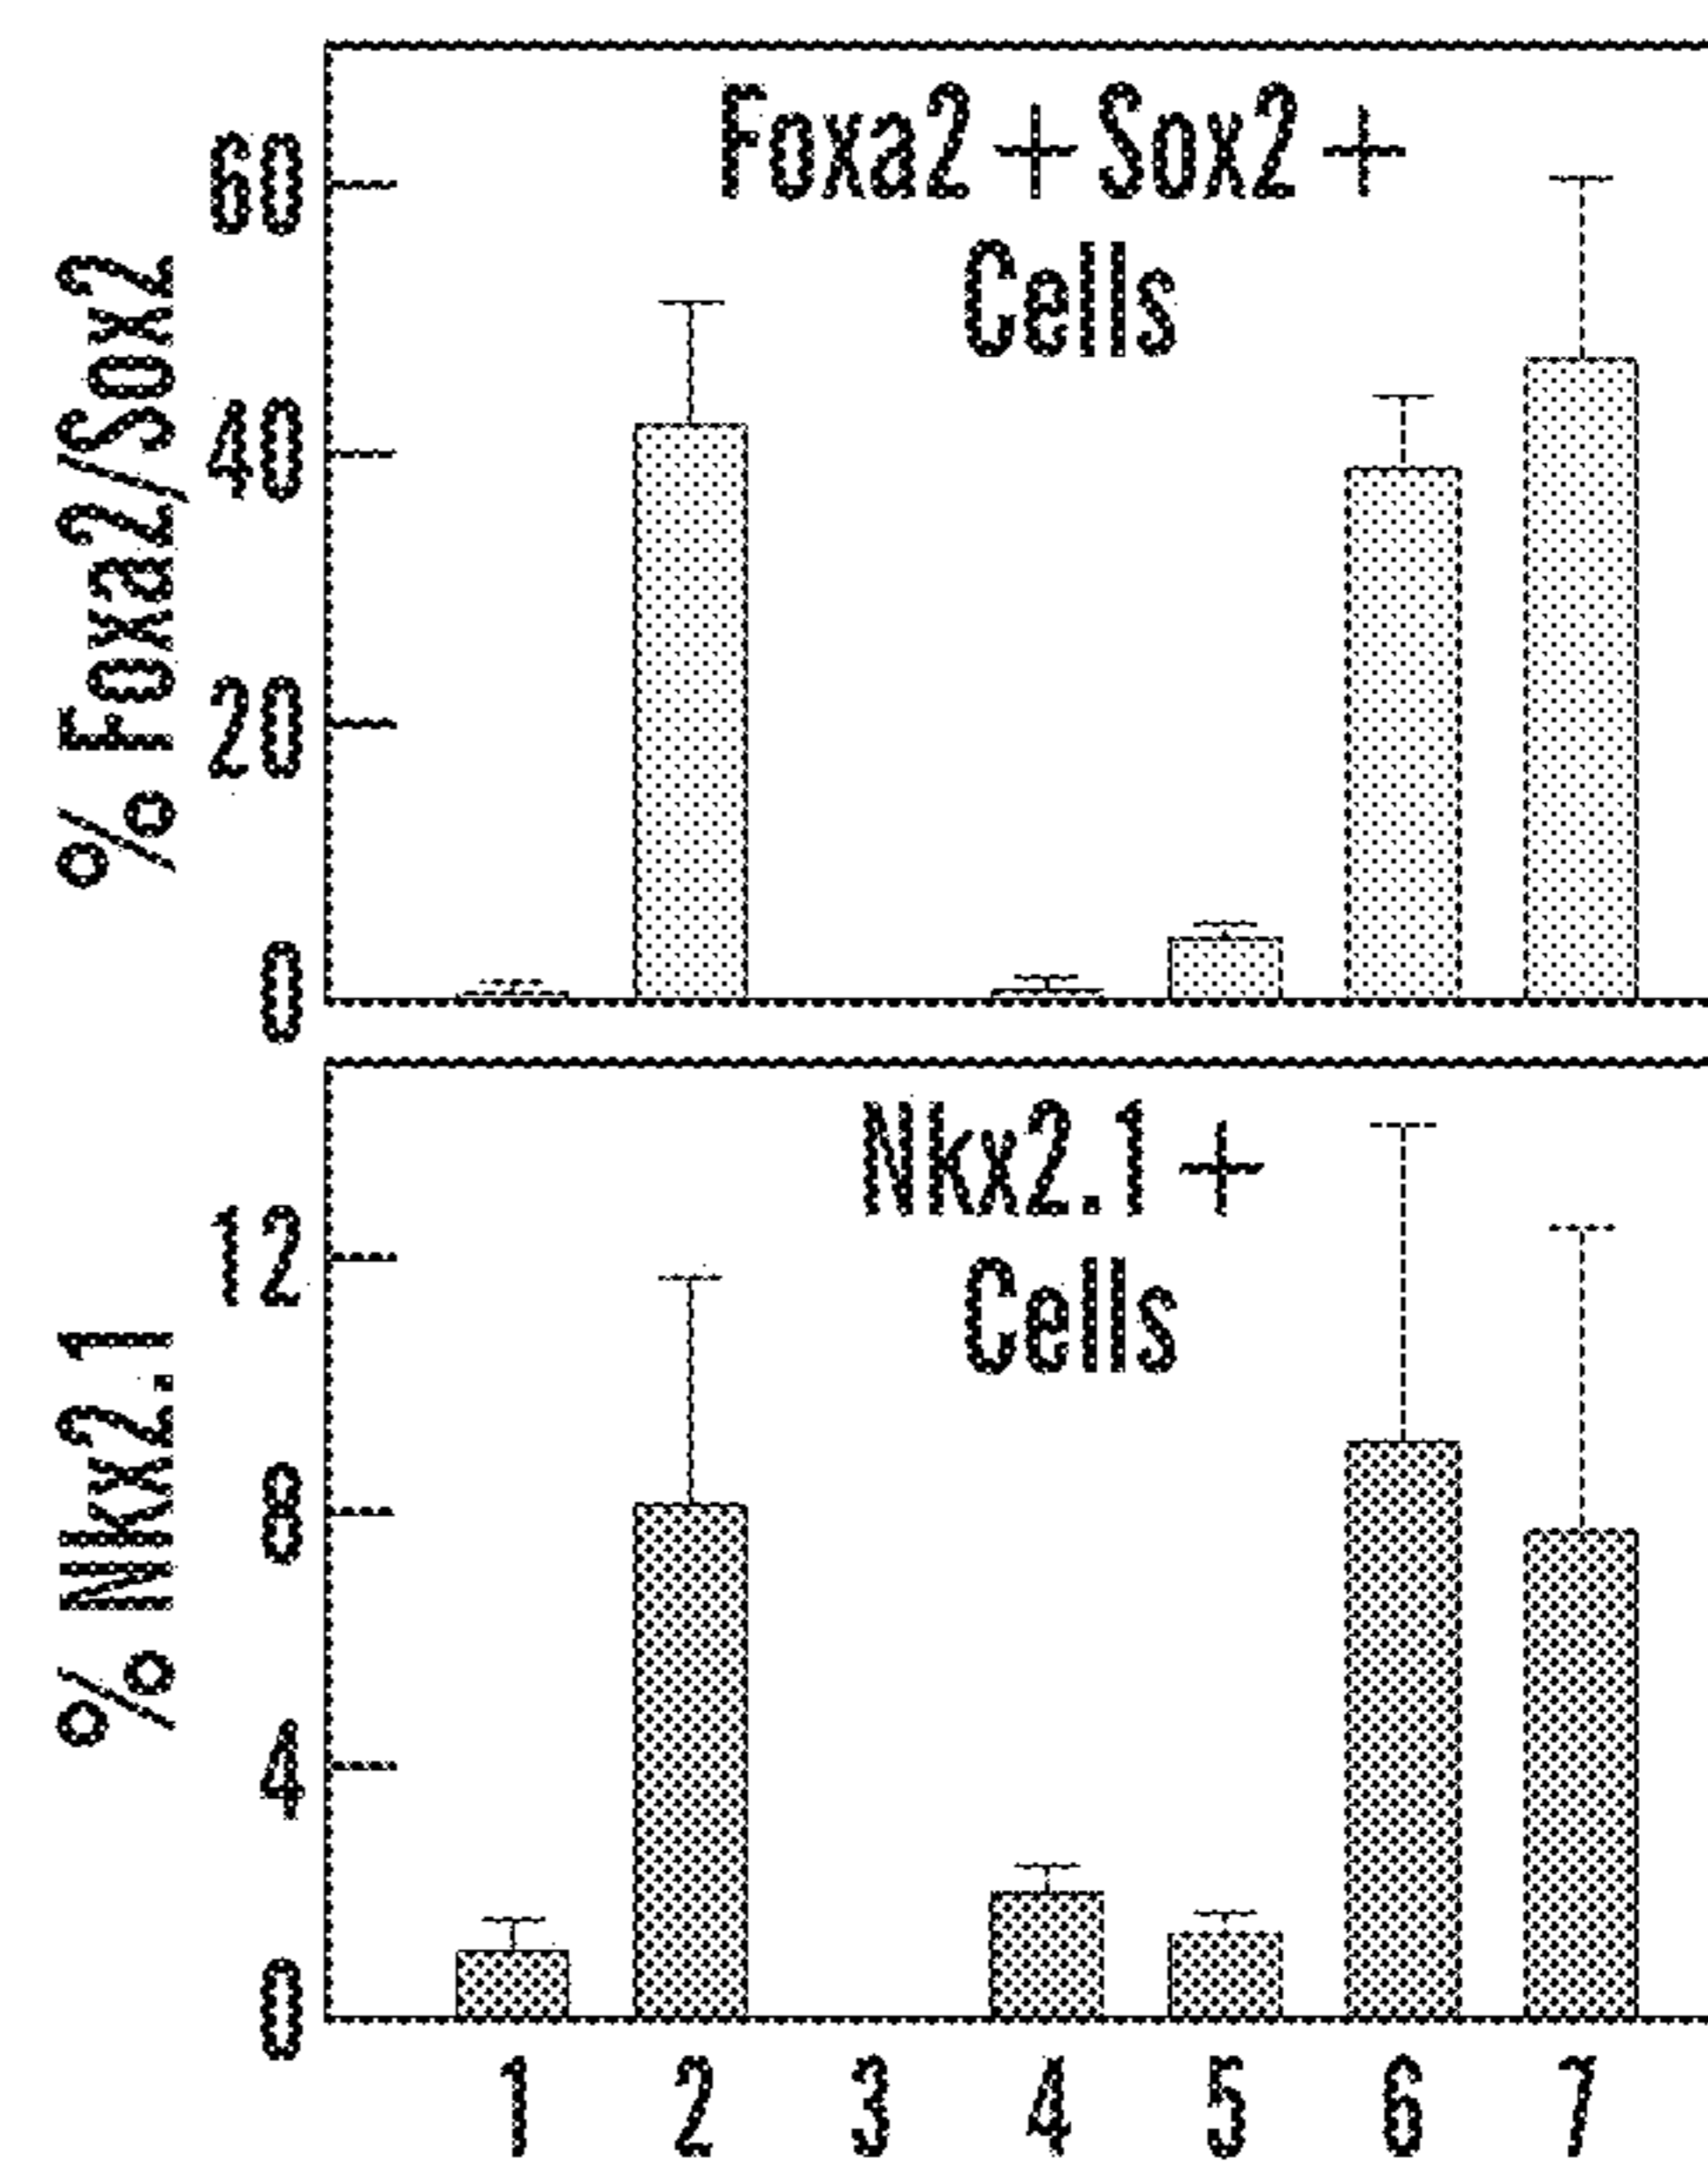 Foxa2+Sox2+
Cells
% Foxa2/Sox2
60
40
20
0
Nkx2.1+
Cells
% Nkx2.1
12
8
4
0
1 2 3 4 5 6 7